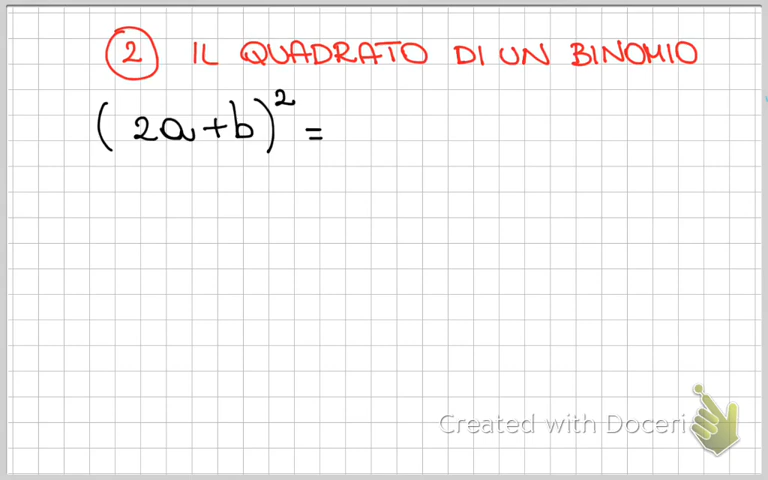 2 IL QUADRATO DI UN BINOMIO
(2a+b)² =
Created with Doceri